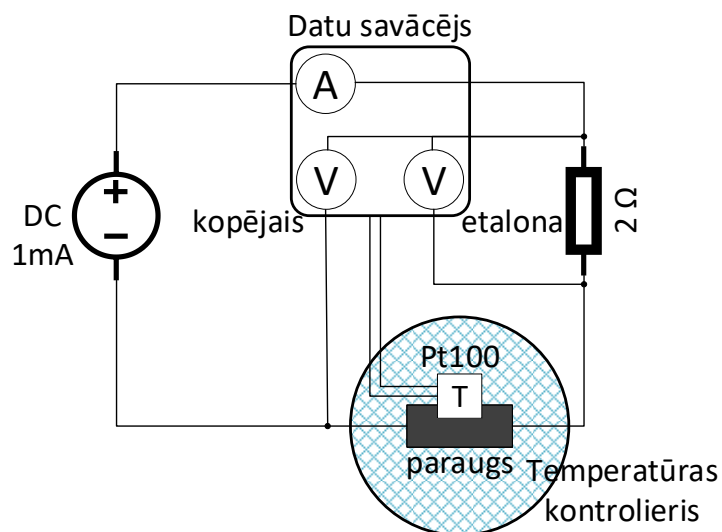 Datu savācējs
A
V
V
kopējais
etalona
DC
1mA
2 Ω
Pt100
T
paraugs
Temperatūras
kontrolieris